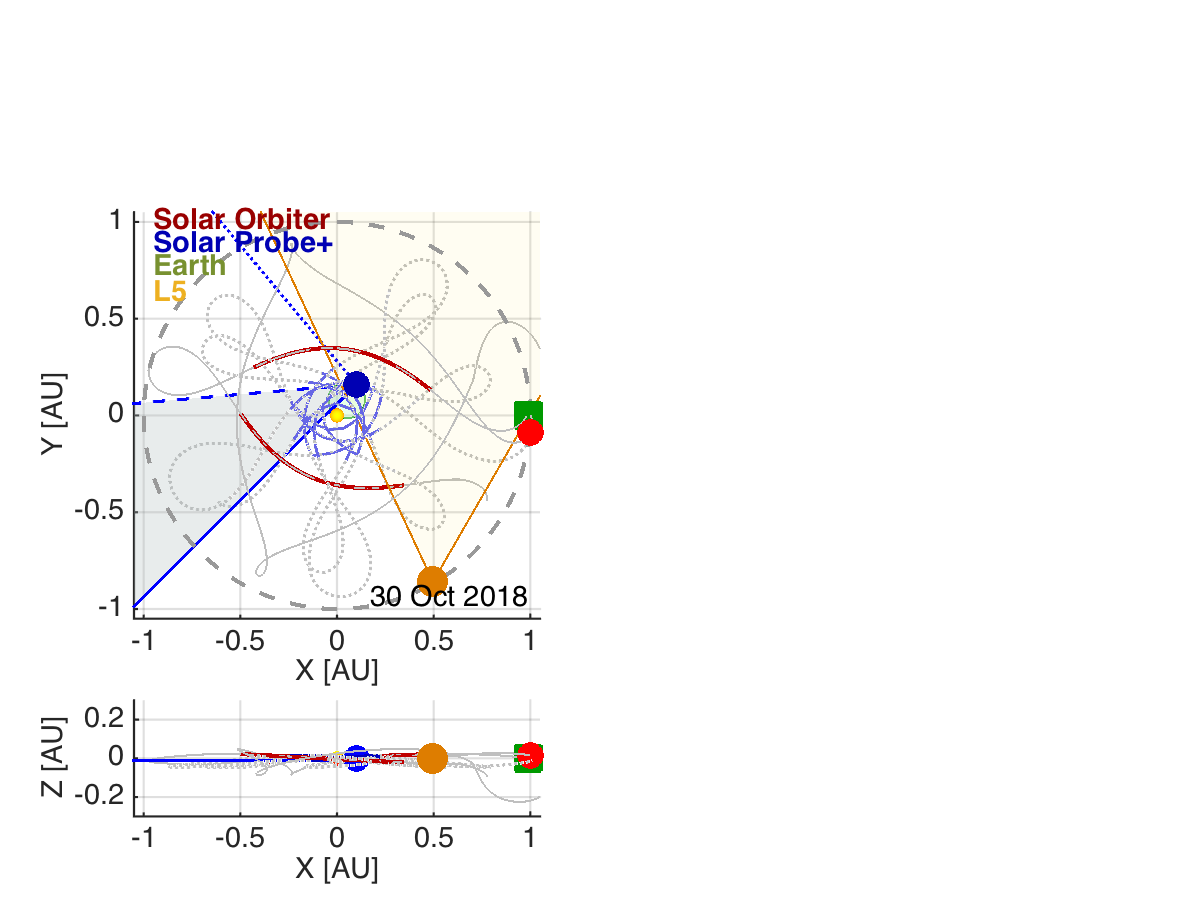 Solar Orbiter
Solar Probe+
Earth
L5
1
0.5
0
-0.5
-1
Y [AU]
30 Oct 2018
-1 -0.5 0 0.5 1
X [AU]
0.2
0
-0.2
Z [AU]
-1 -0.5 0 0.5 1
X [AU]